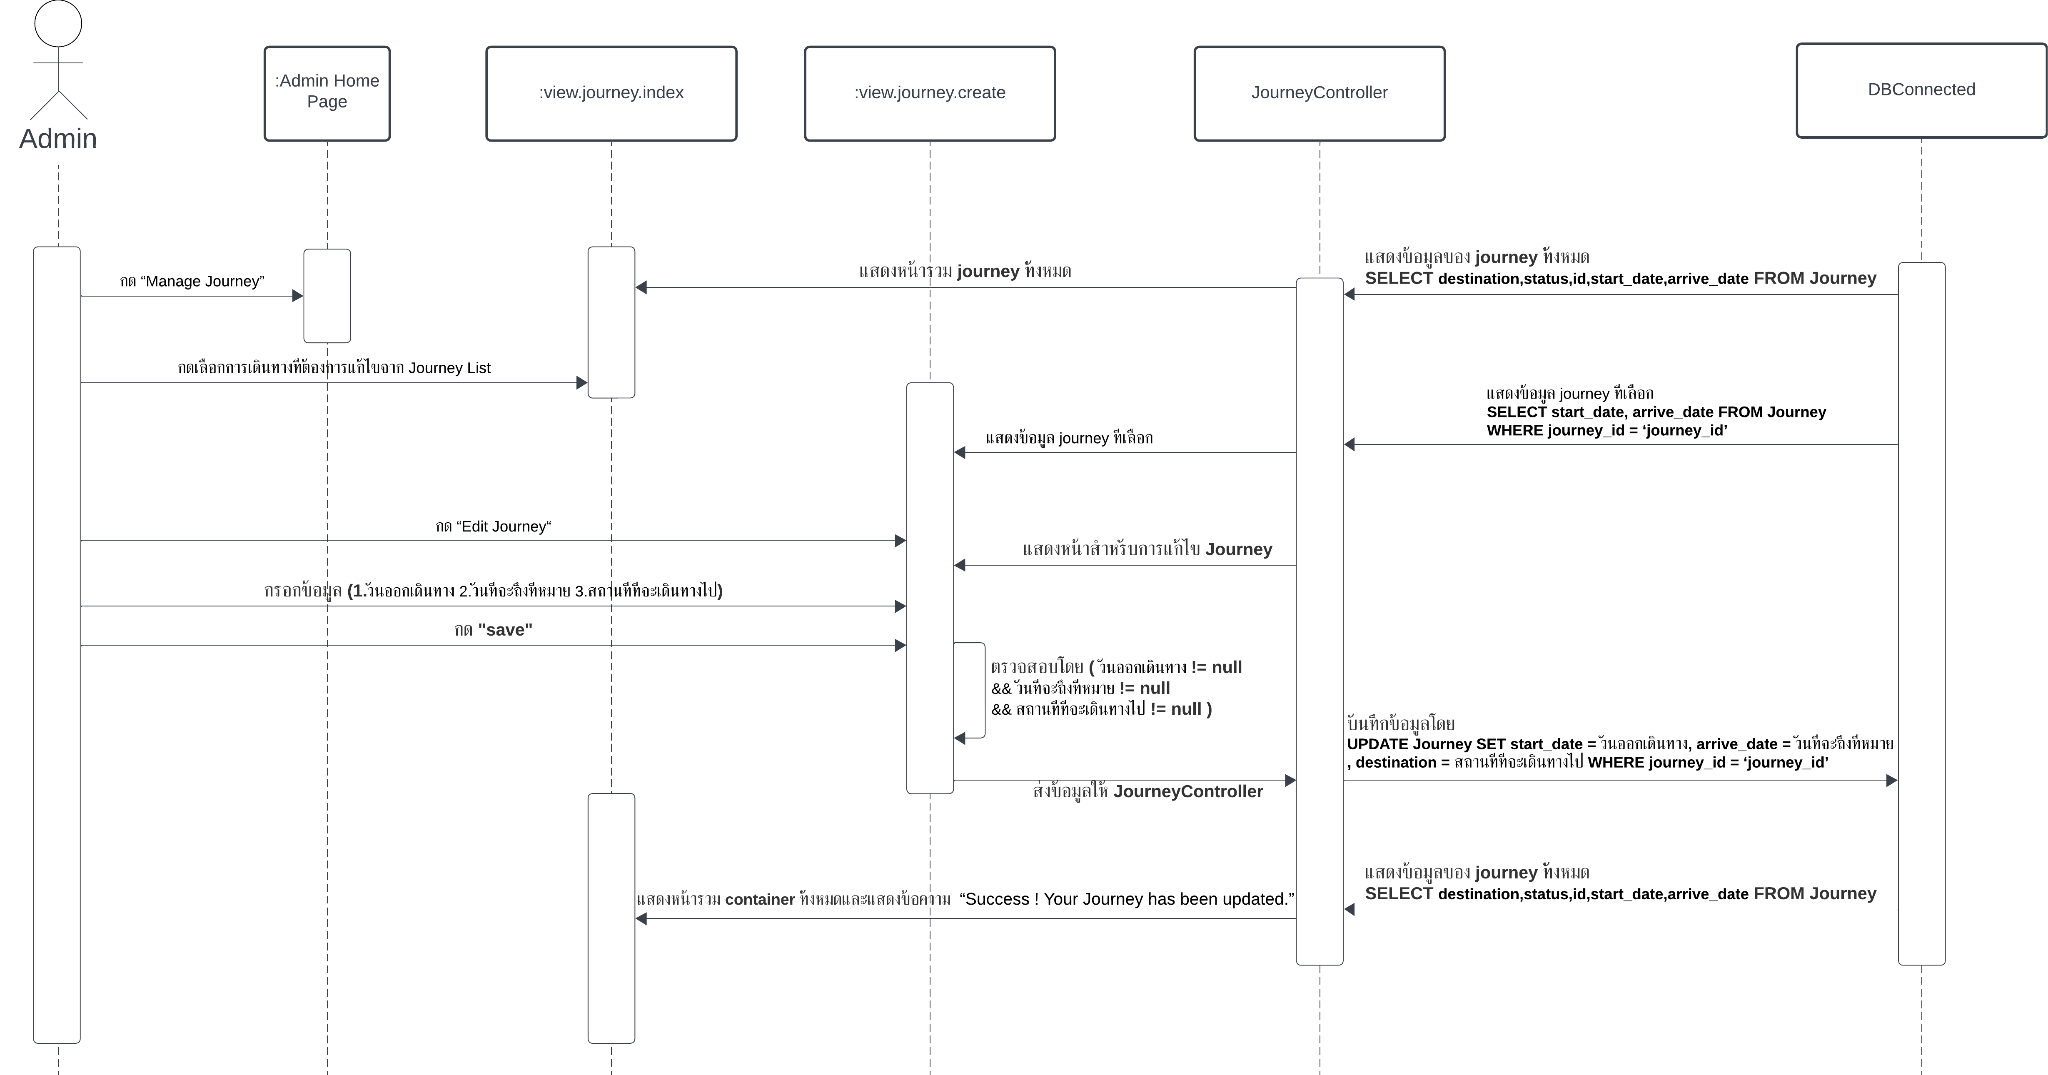 Admin
:Admin Home
Page
:view.journey.index
:view.journey.create
JourneyController
DBConnected
กด “Manage Journey”
แสดงหน้ารวม journey ทั้งหมด
แสดงข้อมูลของ journey ทั้งหมด
SELECT destination,status,id,start_date,arrive_date FROM Journey
กดเลือกการเดินทางที่ต้องการแก้ไขจาก Journey List
แสดงข้อมูล journey ที่เลือก
SELECT start_date, arrive_date FROM Journey
WHERE journey_id = ‘journey_id’
แสดงข้อมูล journey ที่เลือก
กด “Edit Journey“
แสดงหน้าสำหรับการแก้ไข Journey
กรอกข้อมูล (1.วันออกเดินทาง 2.วันที่จะถึงที่หมาย 3.สถานที่ที่จะเดินทางไป)
กด "save"
ตรวจสอบโดย ( วันออกเดินทาง != null
&& วันที่จะถึงที่หมาย != null
&& สถานที่ที่จะเดินทางไป != null )
บันทึกข้อมูลโดย
UPDATE Journey SET start_date = วันออกเดินทาง, arrive_date = วันที่จะถึงที่หมาย
, destination = สถานที่ที่จะเดินทางไป WHERE journey_id = ‘journey_id’
ส่งข้อมูลให้ JourneyController
แสดงข้อมูลของ journey ทั้งหมด
SELECT destination,status,id,start_date,arrive_date FROM Journey
แสดงหน้ารวม container ทั้งหมดและแสดงข้อความ “Success ! Your Journey has been updated.”